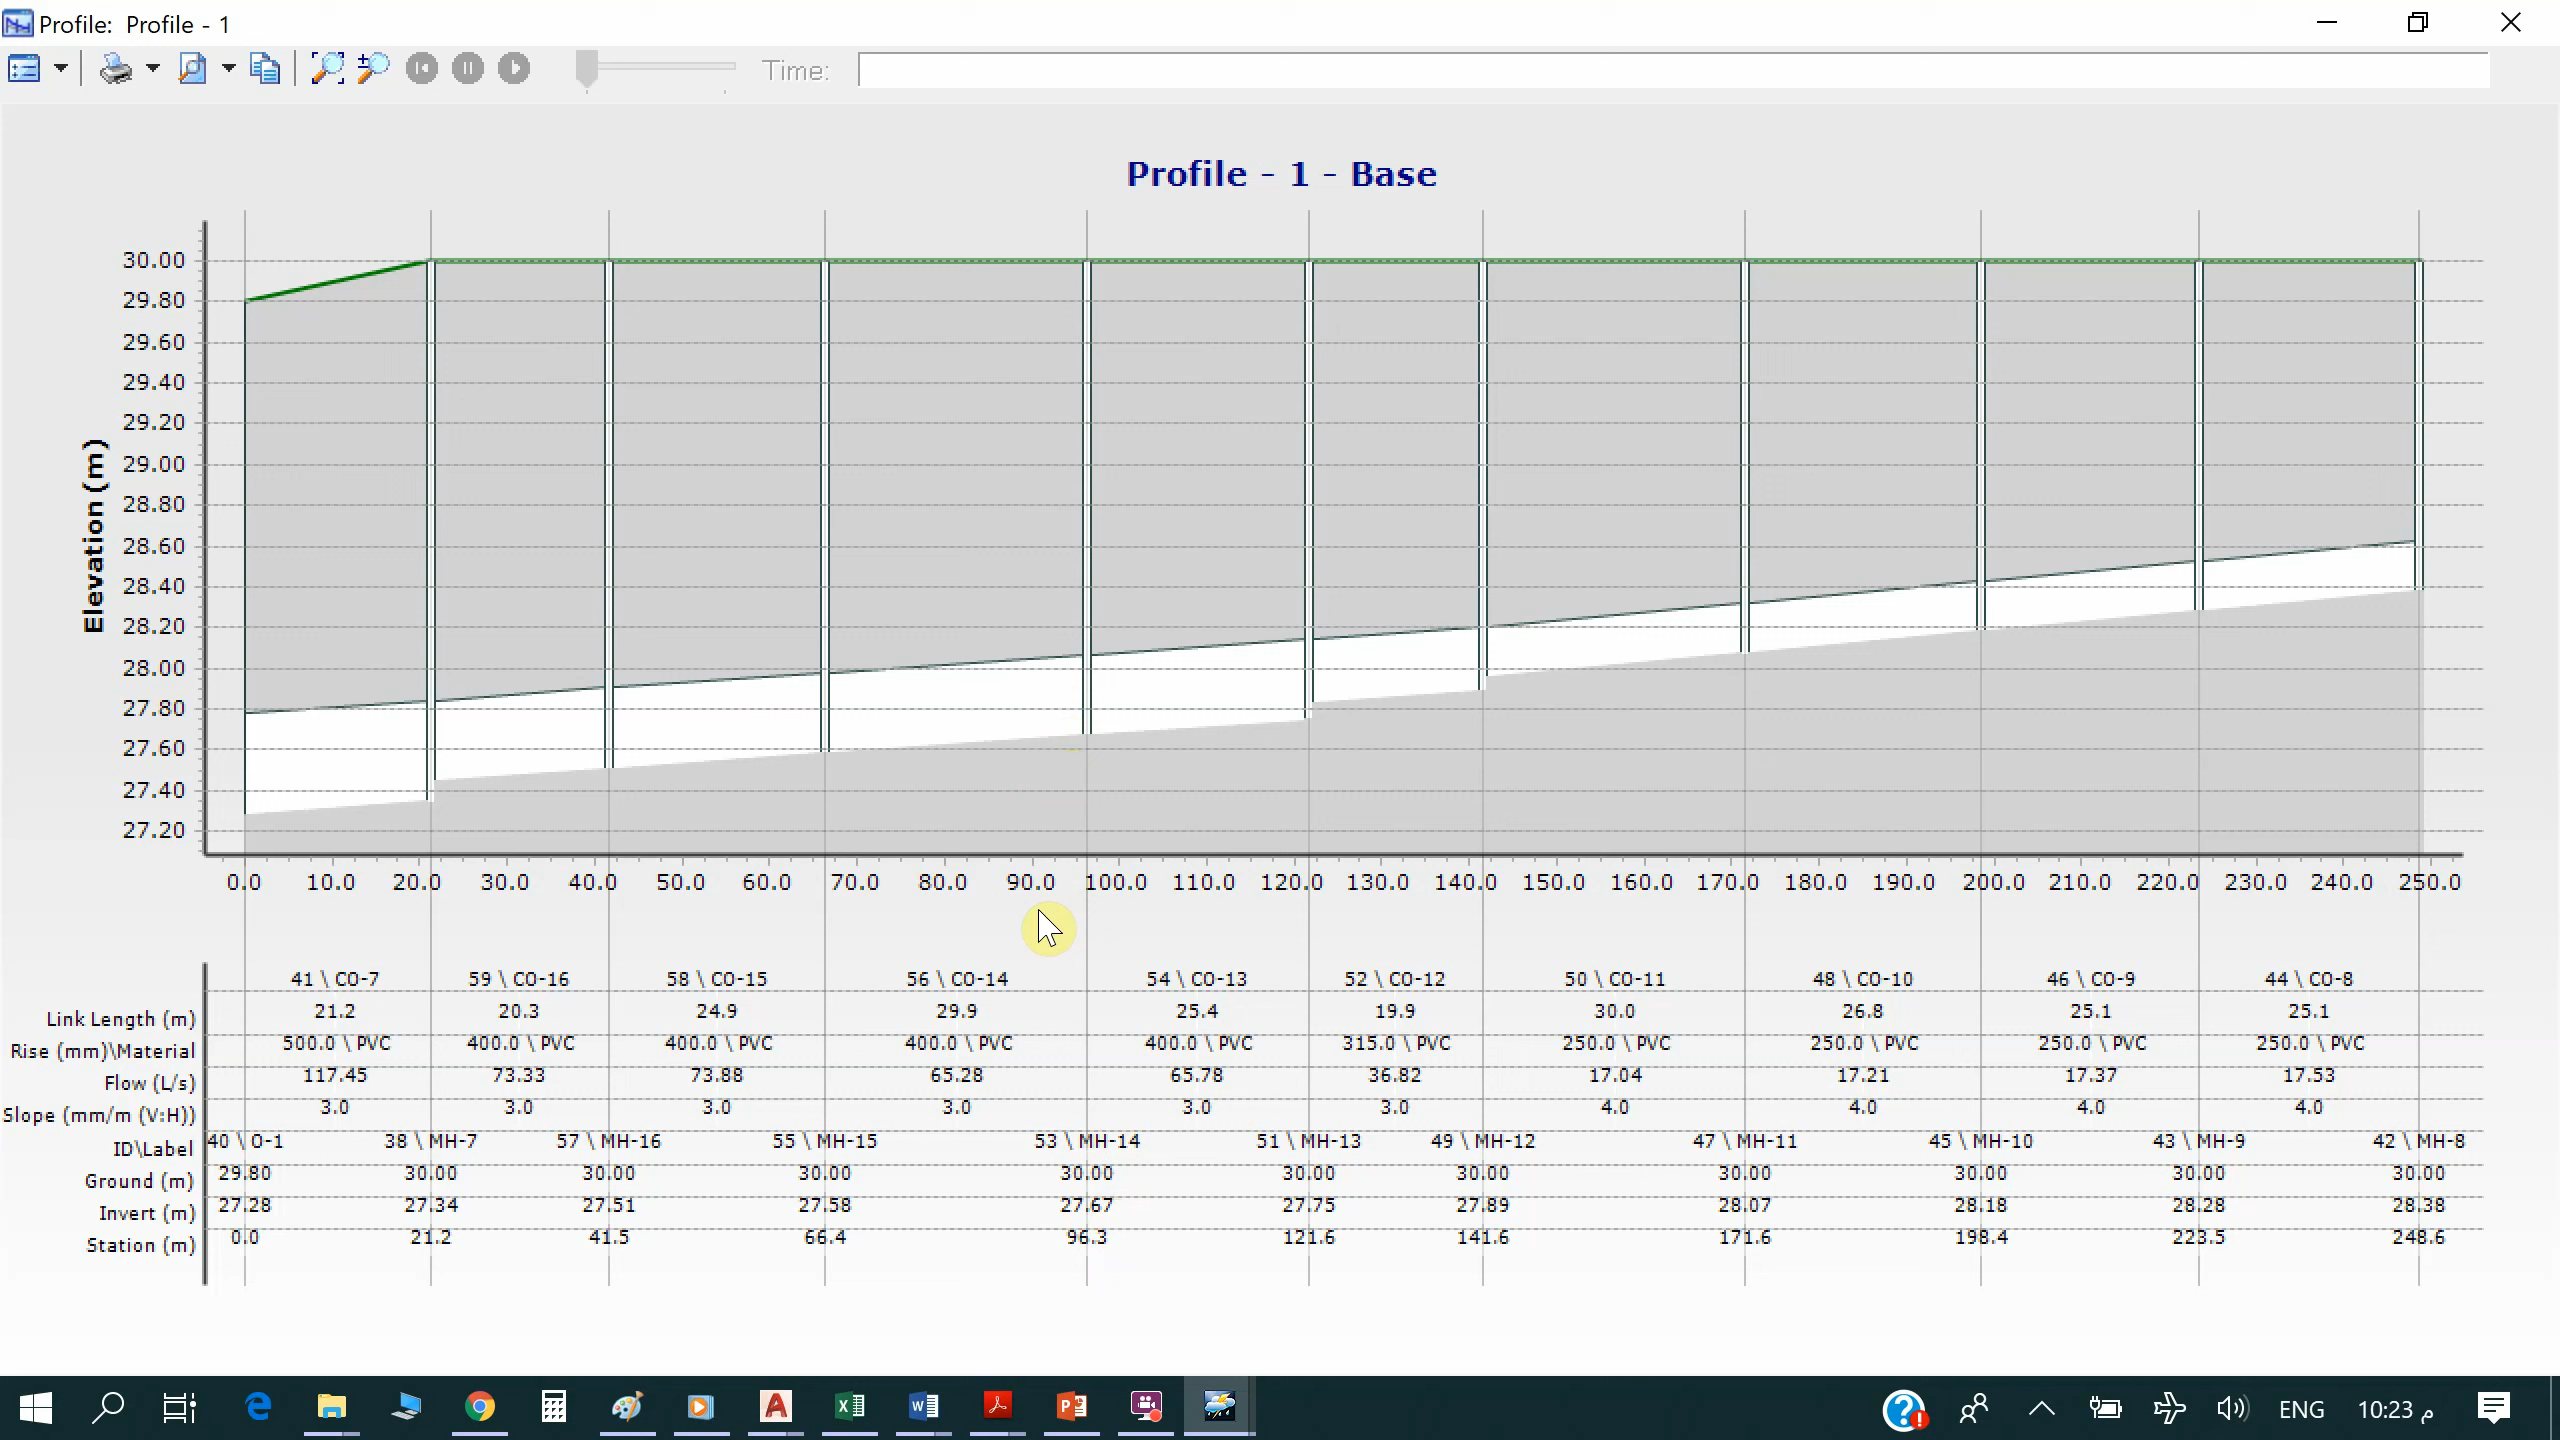 Profile: Profile - 1
Time:
Profile - 1 - Base
Elevation (m)
30.00
29.80
29.60
29.40
29.20
29.00
28.80
28.60
28.40
28.20
28.00
27.80
27.60
27.40
27.20
0.0 10.0 20.0 30.0 40.0 50.0 60.0 70.0 80.0 90.0 100.0 110.0 120.0 130.0 140.0 150.0 160.0 170.0 180.0 190.0 200.0 210.0 220.0 230.0 240.0 250.0
41 \ CO-7 59 \ CO-16 58 \ CO-15 56 \ CO-14 54 \ CO-13 52 \ CO-12 50 \ CO-11 48 \ CO-10 46 \ CO-9 44 \ CO-8
Link Length (m) 21.2 20.3 24.9 29.9 25.4 19.9 30.0 26.8 25.1 25.1
Rise (mm)\Material 500.0 \ PVC 400.0 \ PVC 400.0 \ PVC 400.0 \ PVC 400.0 \ PVC 315.0 \ PVC 250.0 \ PVC 250.0 \ PVC 250.0 \ PVC 250.0 \ PVC
Flow (L/s) 117.45 73.33 73.88 65.28 65.78 36.82 17.04 17.21 17.37 17.53
Slope (mm/m (V:H)) 3.0 3.0 3.0 3.0 3.0 3.0 4.0 4.0 4.0 4.0
ID\Label 40 \ O-1 38 \ MH-7 57 \ MH-16 55 \ MH-15 53 \ MH-14 51 \ MH-13 49 \ MH-12 47 \ MH-11 45 \ MH-10 43 \ MH-9 42 \ MH-8
Ground (m) 29.80 30.00 30.00 30.00 30.00 30.00 30.00 30.00 30.00 30.00 30.00
Invert (m) 27.28 27.34 27.51 27.58 27.67 27.75 27.89 28.07 28.18 28.28 28.38
Station (m) 0.0 21.2 41.5 66.4 96.3 121.6 141.6 171.6 198.4 223.5 248.6
ENG 10:23 م